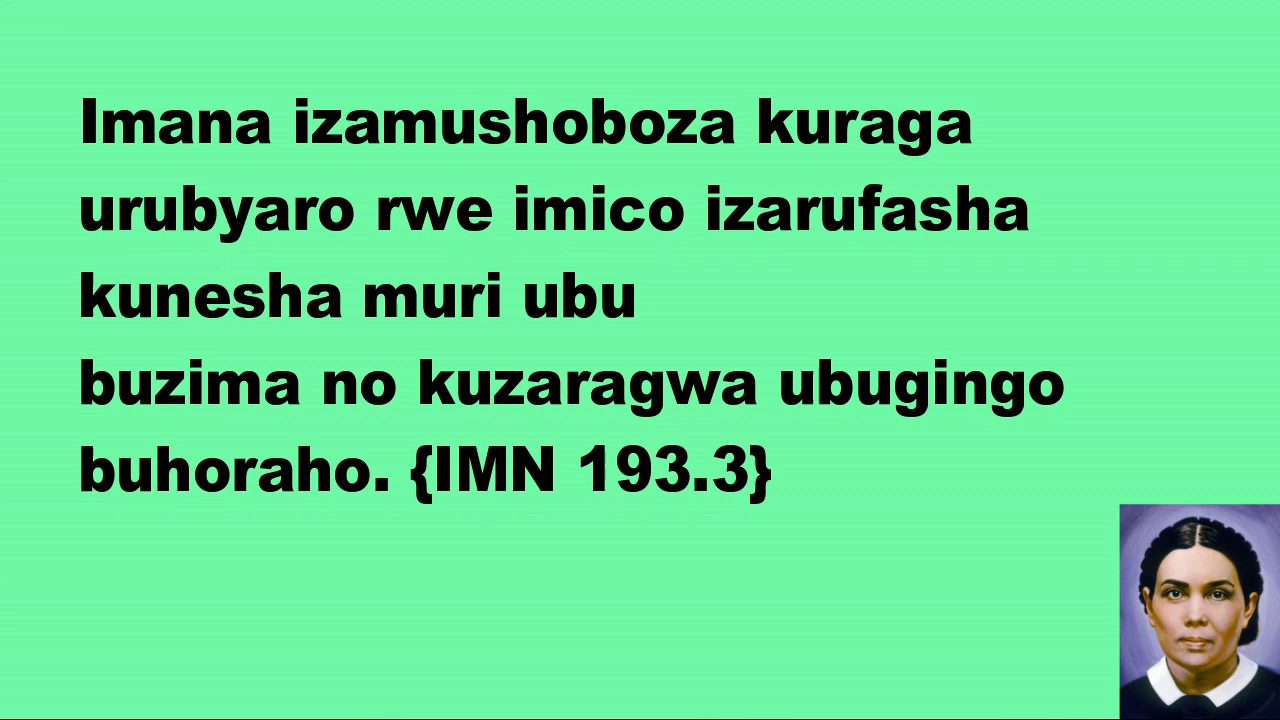 Imana izamushoboza kuraga
urubyaro rwe imico izarufasha
kunesha muri ubu
buzima no kuzaragwa ubugingo
buhoraho. {IMN 193.3}